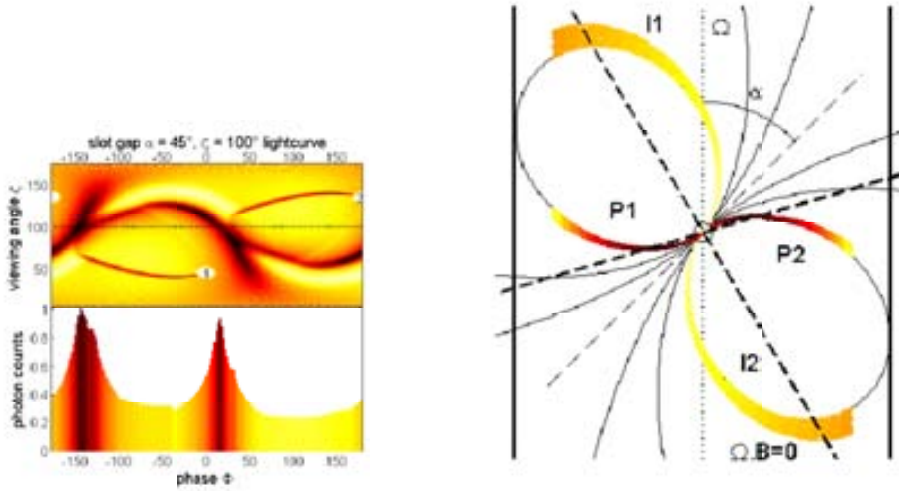 slot gap α = 45°, ζ = 100° lightcurve
-150 -100 -50 0 50 100 150
viewing angle ζ
150
100
50
photon counts
1
0.8
0.6
0.4
0.2
0
-150 -100 -50 0 50 100 150
phase Φ
I1
Ω
α
P1
P2
I2
Ω.B=0